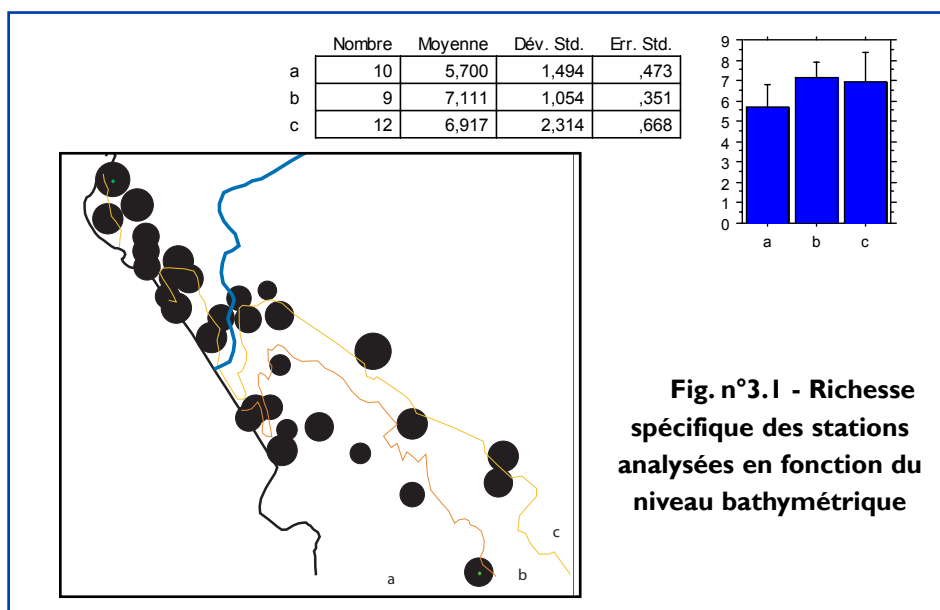 Nombre Moyenne Dév. Std. Err. Std.
a 10 5,700 1,494 ,473
b 9 7,111 1,054 ,351
c 12 6,917 2,314 ,668
9
8
7
6
5
4
3
2
1
0
a b c
c
a b
Fig. n°3.1 - Richesse
spécifique des stations
analysées en fonction du
niveau bathymétrique